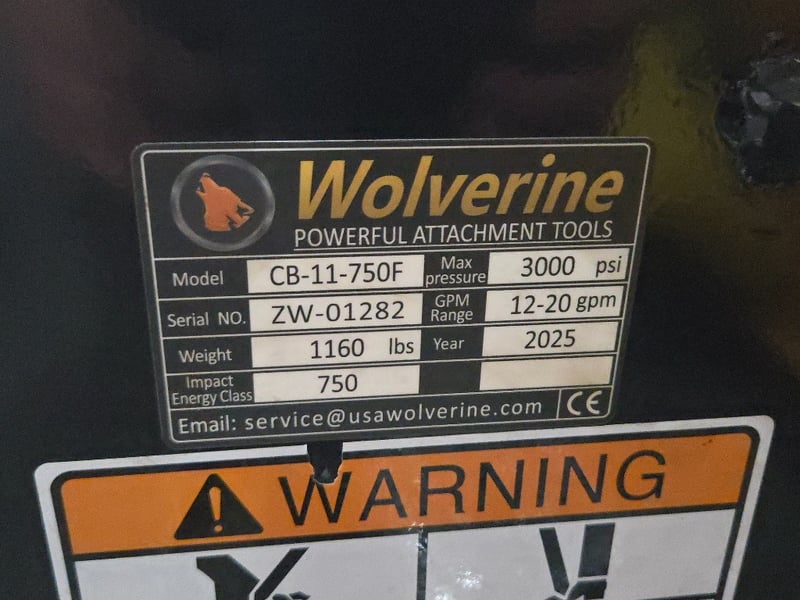 Wolverine
POWERFUL ATTACHMENT TOOLS
Model CB-11-750F Max pressure 3000 psi
Serial NO. ZW-01282 GPM Range 12-20 gpm
Weight 1160 lbs Year 2025
Impact Energy Class 750
Email: service@usawolverine.com CE
WARNING